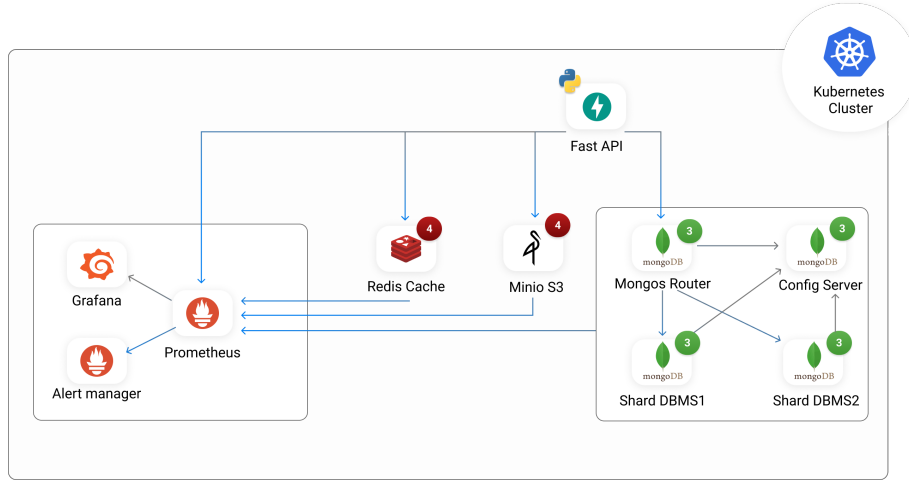 Kubernetes
Cluster
Fast API
4
Redis Cache
4
Minio S3
3
mongoDB
Mongos Router
3
mongoDB
Config Server
Grafana
Prometheus
Alert manager
3
mongoDB
Shard DBMS1
3
mongoDB
Shard DBMS2